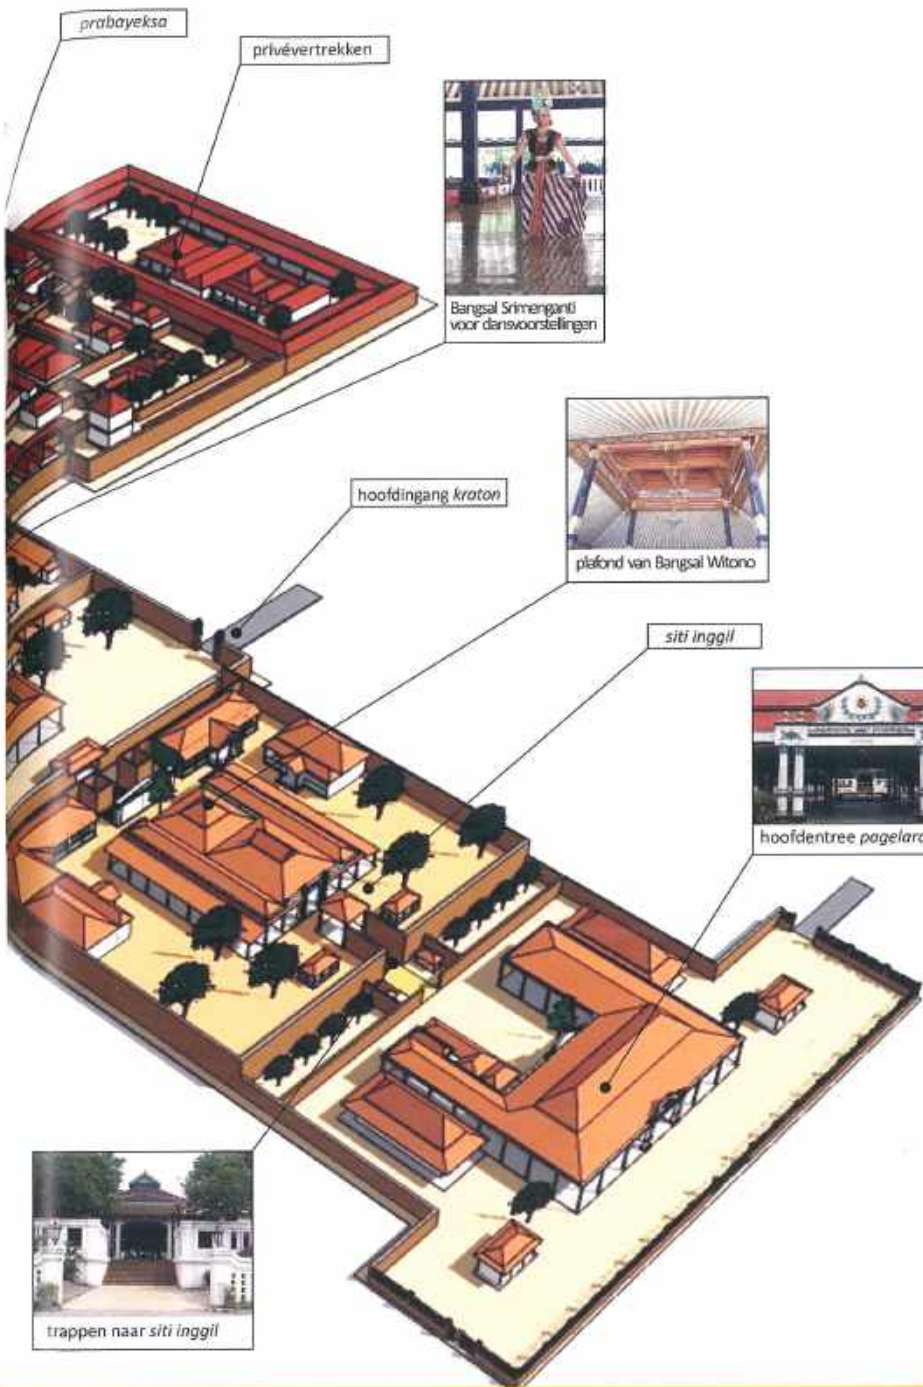 prabayeksa
privévertrekken
Bangsal Srimenganti
voor dansvoorstellingen
hoofdingang kraton
plafond van Bangsal Witono
siti inggil
hoofdentree pagelara
trappen naar siti inggil